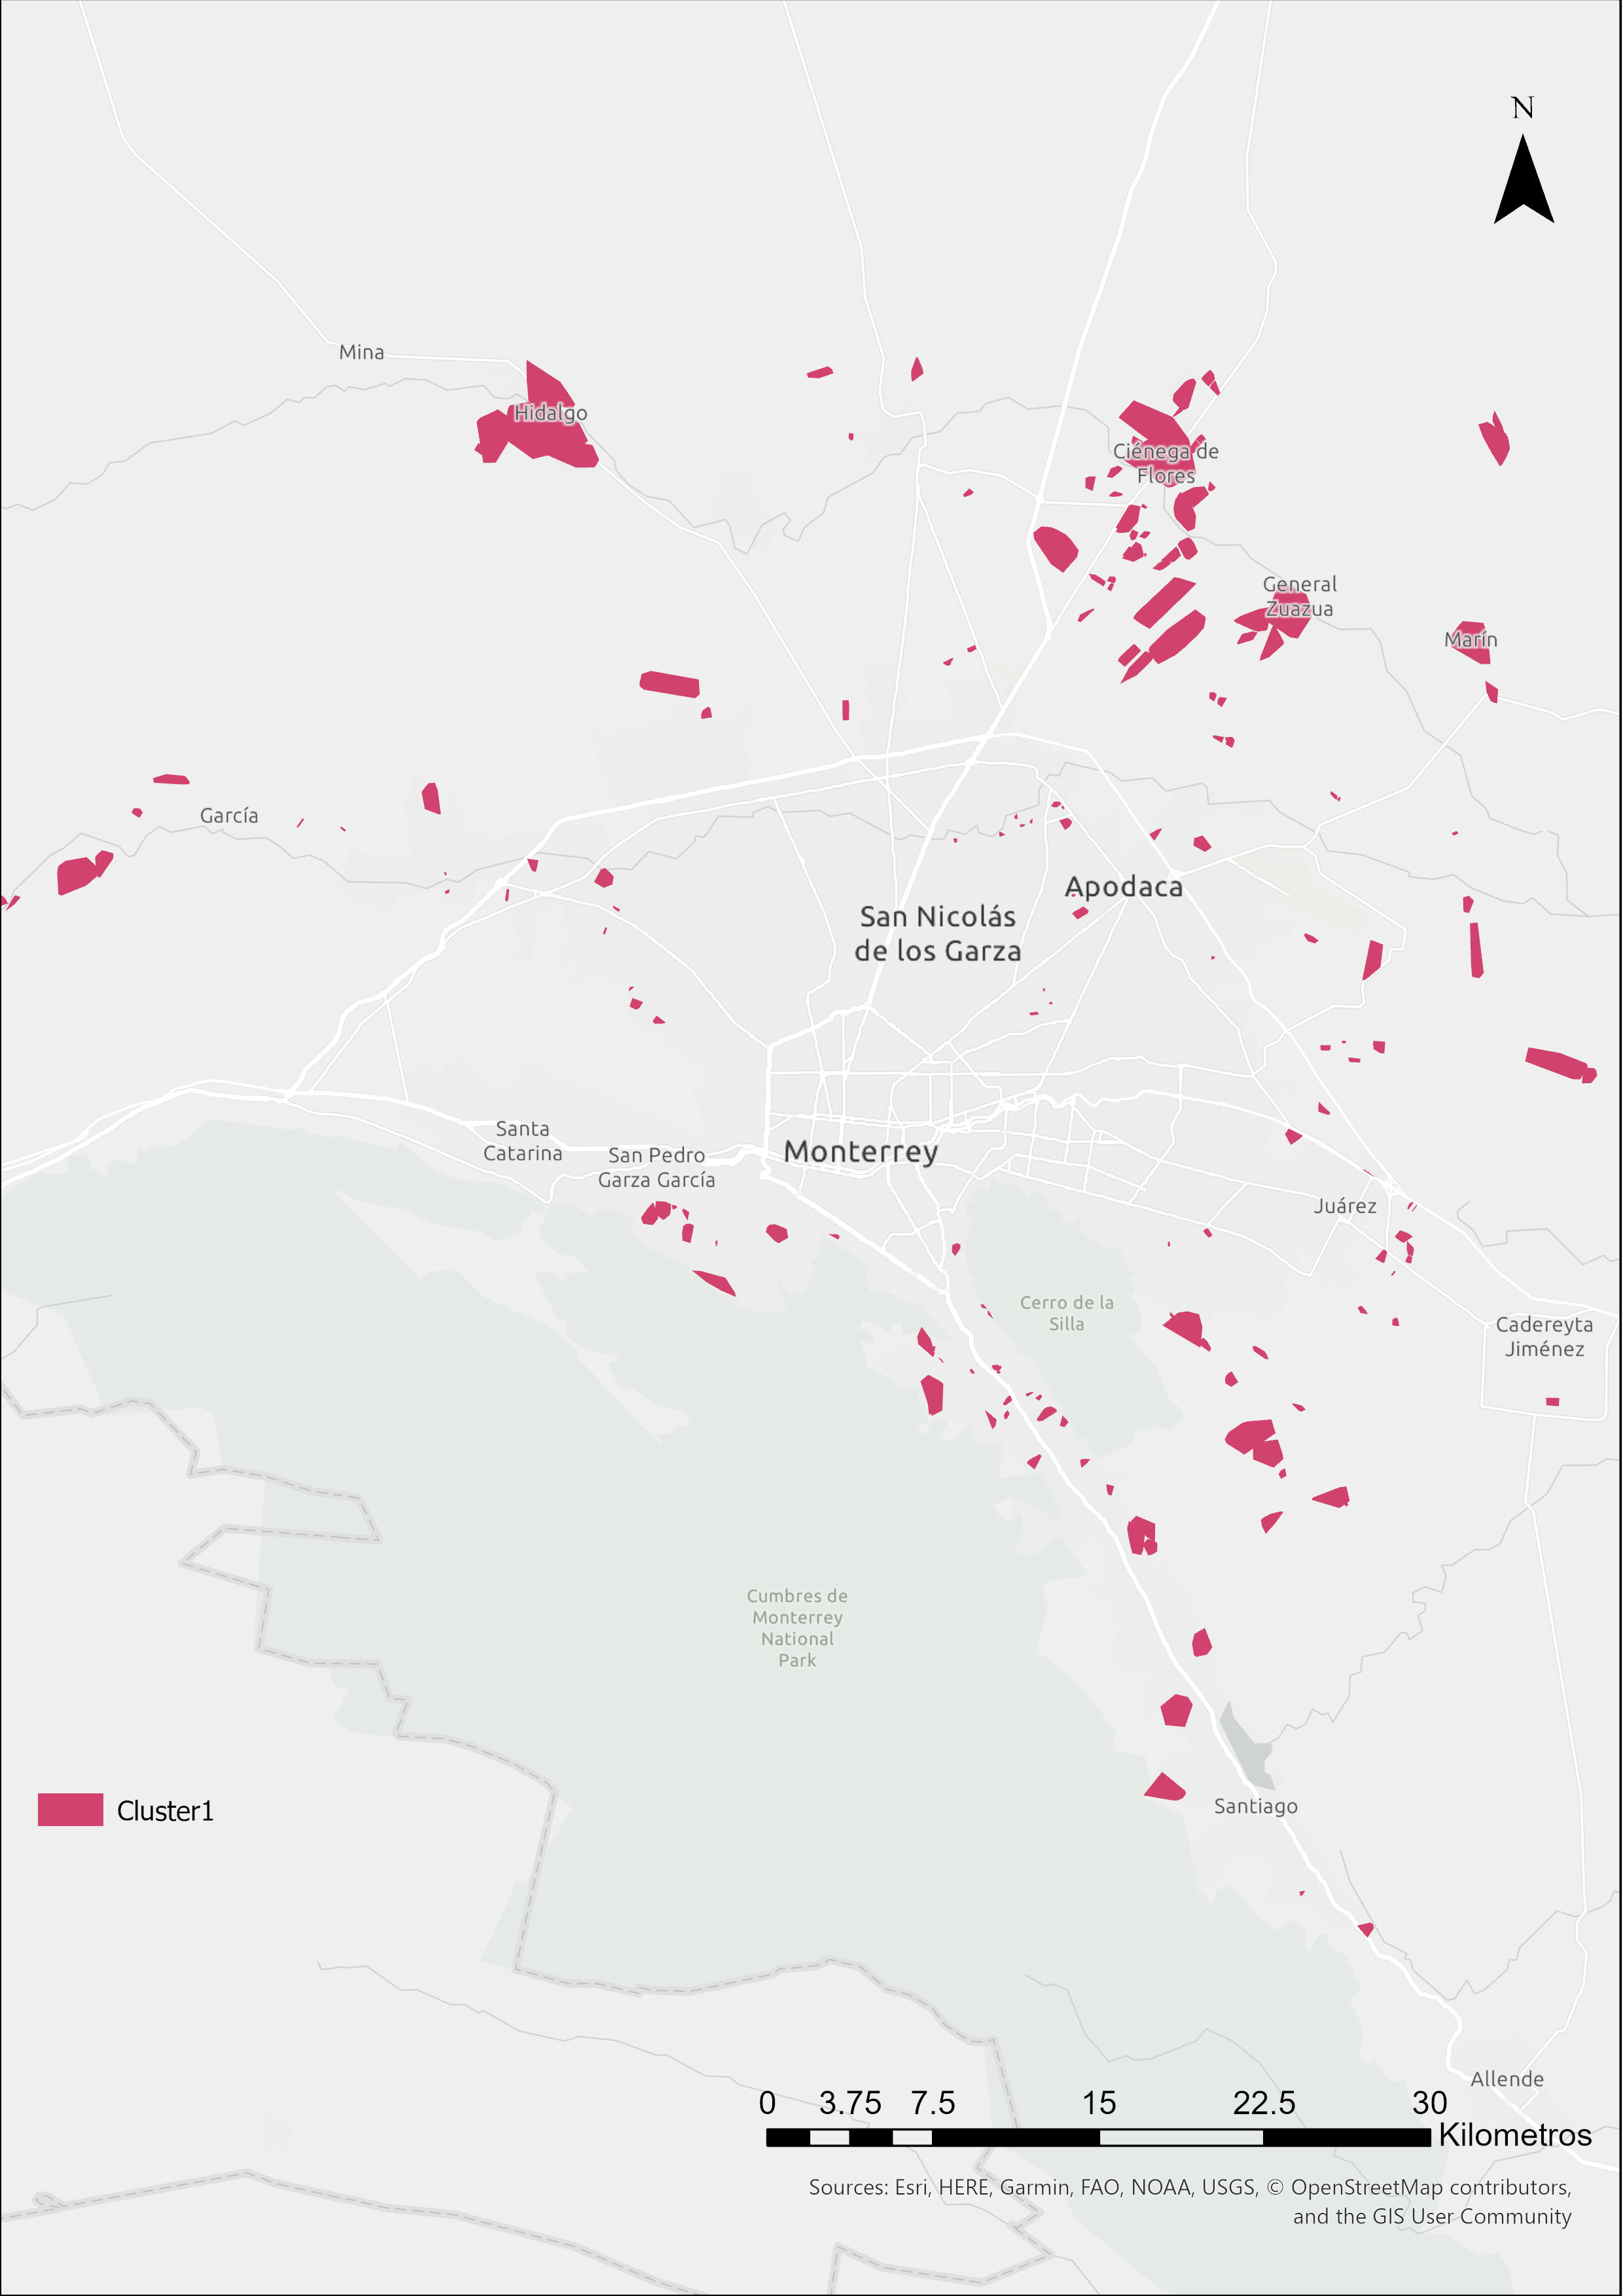 N
Mina
Hidalgo
Ciénega de
Flores
General
Zuazua
Marín
García
Apodaca
San Nicolás
de los Garza
Santa
Catarina
San Pedro
Garza García
Monterrey
Juárez
Cerro de la
Silla
Cadereyta
Jiménez
Cumbres de
Monterrey
National
Park
Cluster1
Santiago
Allende
0 3.75 7.5 15 22.5 30
Kilometros
Sources: Esri, HERE, Garmin, FAO, NOAA, USGS, © OpenStreetMap contributors,
and the GIS User Community